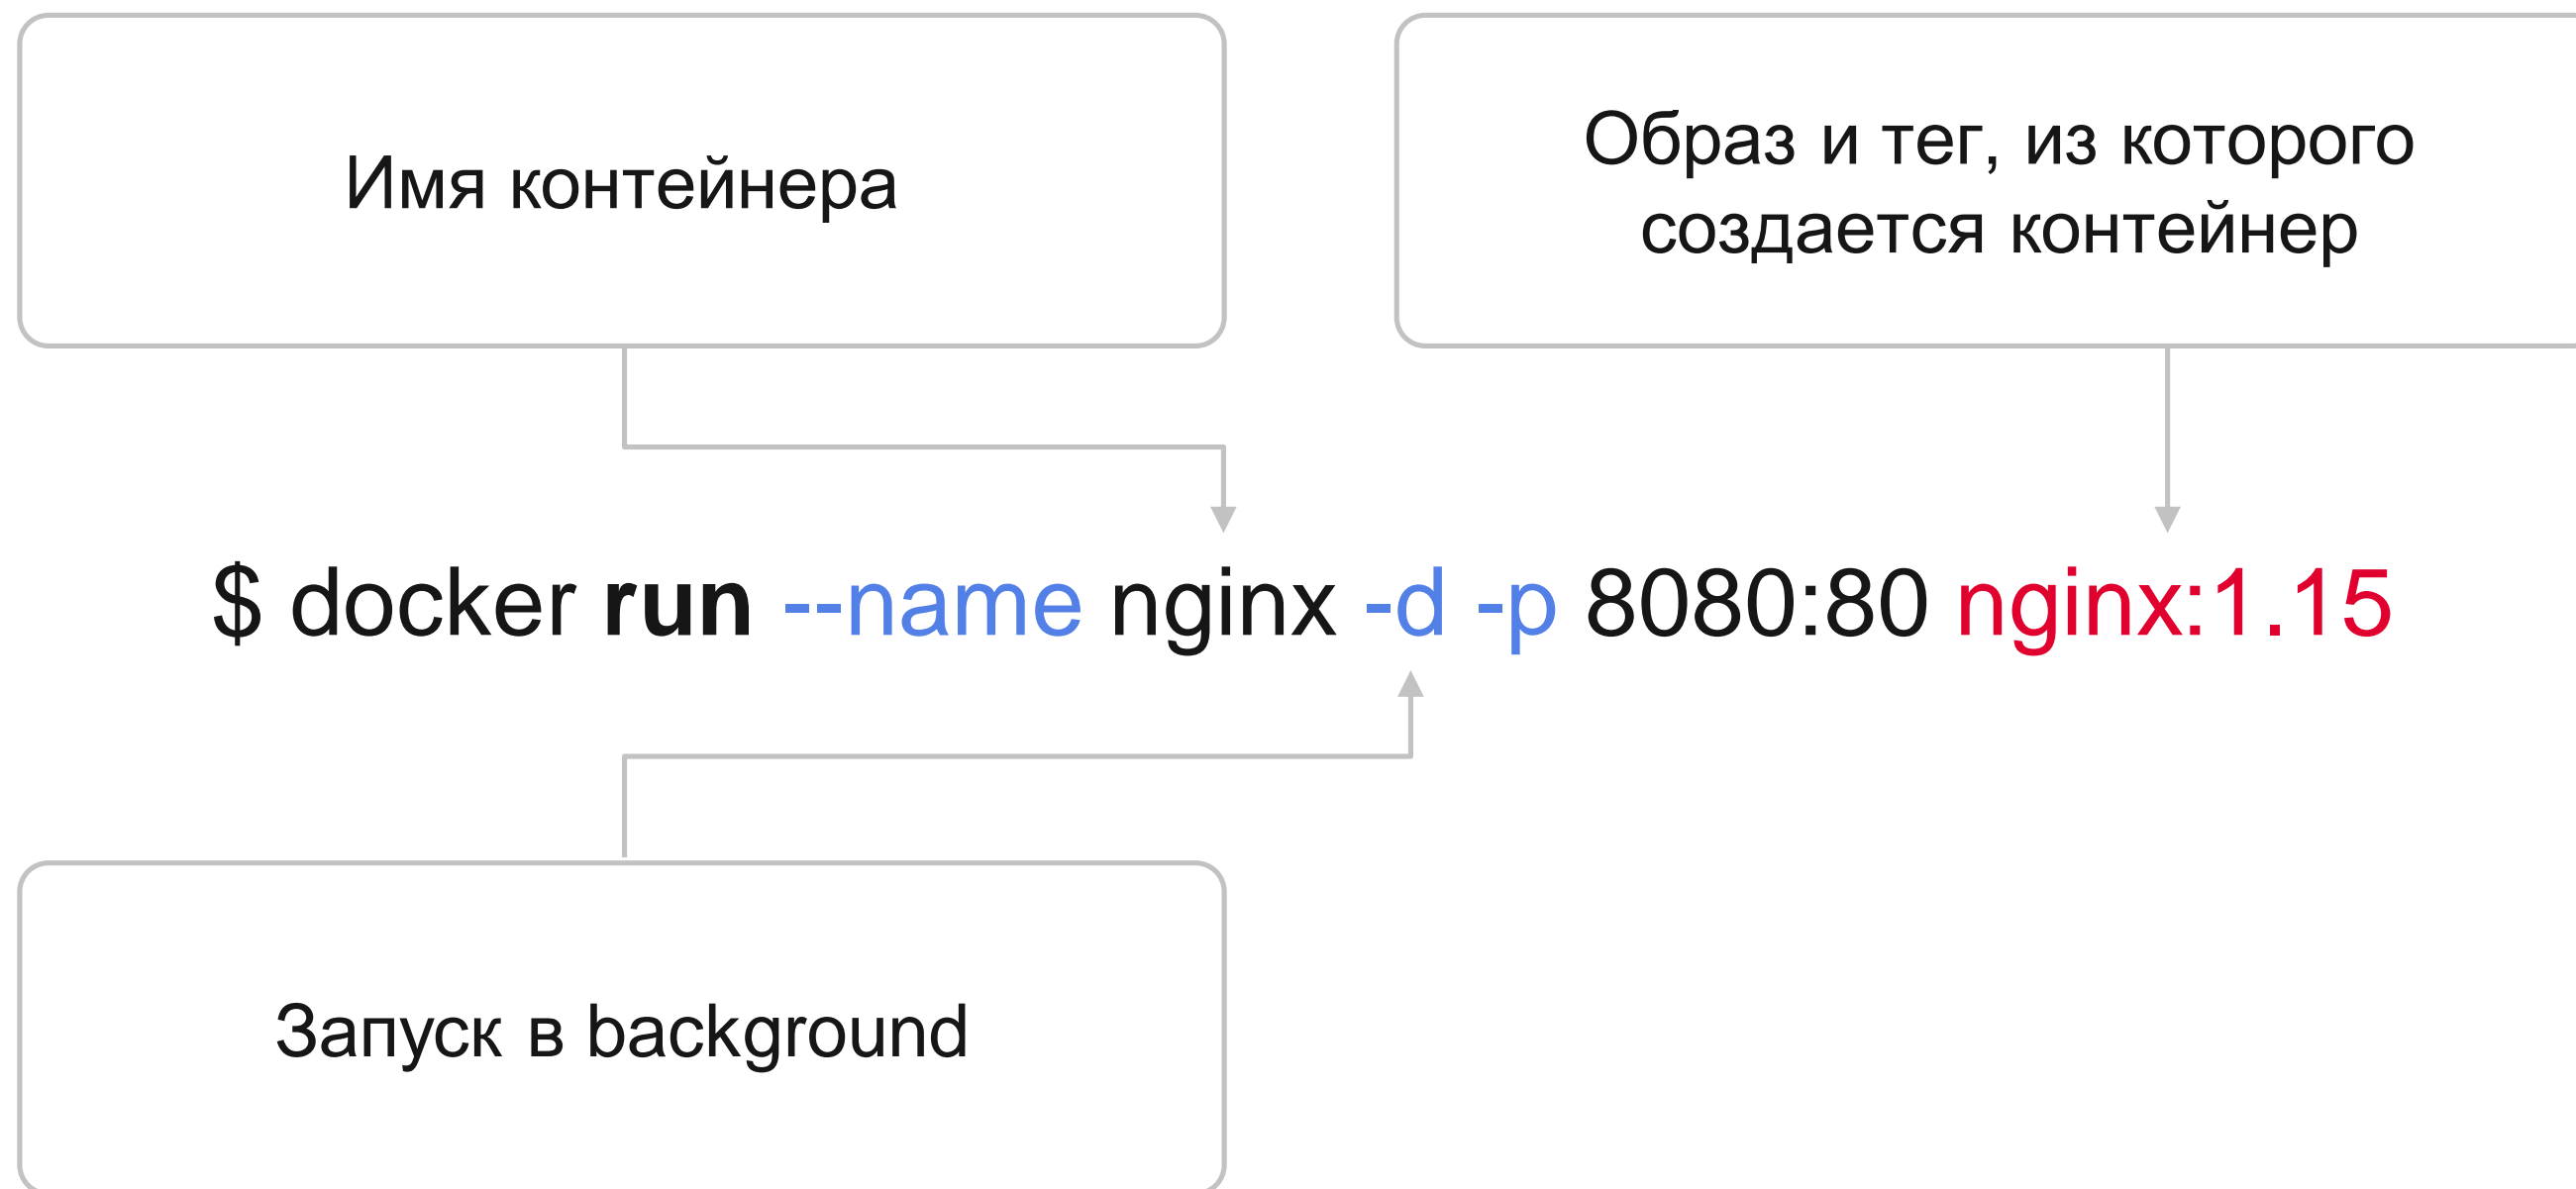 Имя контейнера
Образ и тег, из которого
создается контейнер
$ docker run --name nginx -d -p 8080:80 nginx:1.15
Запуск в background